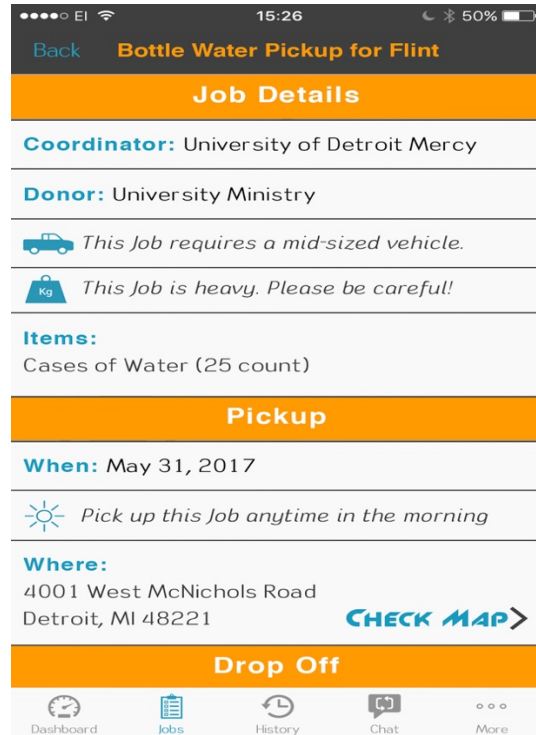 EI 15:26 50%
Back Bottle Water Pickup for Flint
Job Details
Coordinator: University of Detroit Mercy
Donor: University Ministry
This Job requires a mid-sized vehicle.
Kg This Job is heavy. Please be careful!
Items:
Cases of Water (25 count)
Pickup
When: May 31, 2017
Pick up this Job anytime in the morning
Where:
4001 West McNichols Road
Detroit, MI 48221
CHECK MAP
Drop Off
Dashboard Jobs History Chat More